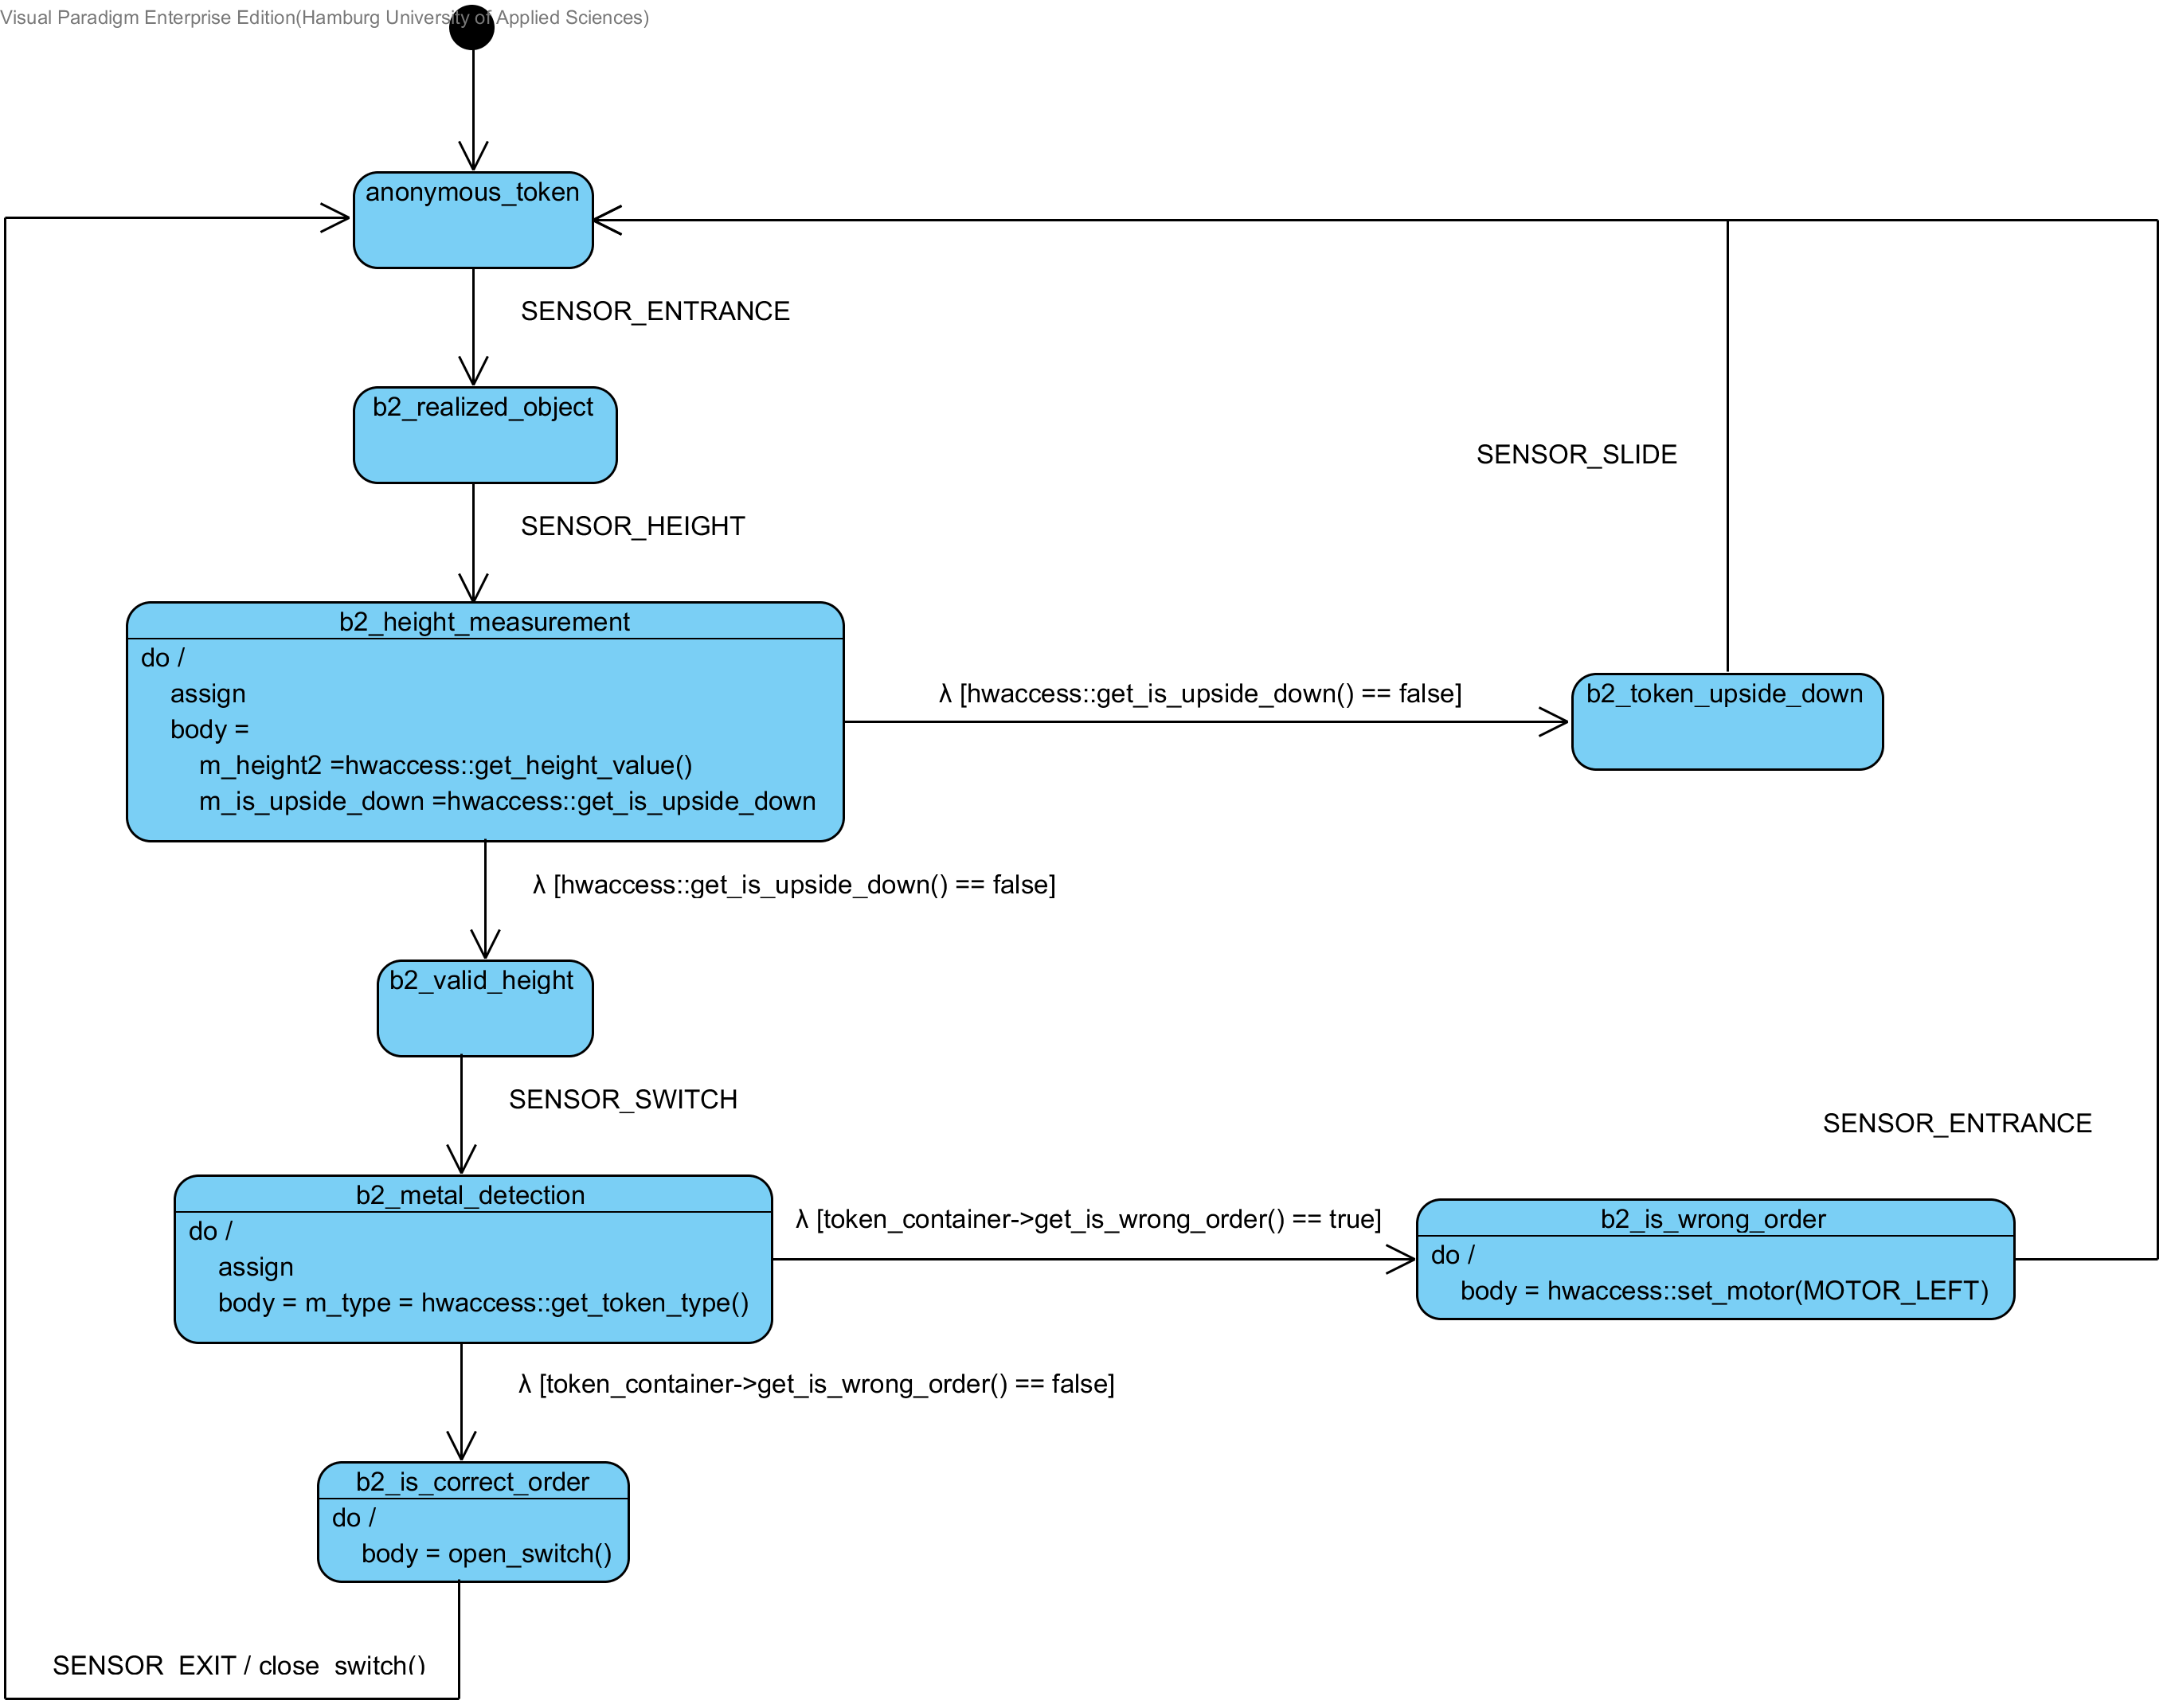 Visual Paradigm Enterprise Edition(Hamburg University of Applied Sciences)
anonymous_token
SENSOR_ENTRANCE
b2_realized_object
SENSOR_SLIDE
SENSOR_HEIGHT
b2_height_measurement
do /
assign
body =
m_height2 =hwaccess::get_height_value()
m_is_upside_down =hwaccess::get_is_upside_down
λ [hwaccess::get_is_upside_down() == false]
b2_token_upside_down
λ [hwaccess::get_is_upside_down() == false]
b2_valid_height
SENSOR_SWITCH
SENSOR_ENTRANCE
b2_metal_detection
do /
assign
body = m_type = hwaccess::get_token_type()
λ [token_container->get_is_wrong_order() == true]
b2_is_wrong_order
do /
body = hwaccess::set_motor(MOTOR_LEFT)
λ [token_container->get_is_wrong_order() == false]
b2_is_correct_order
do /
body = open_switch()
SENSOR_EXIT / close_switch()